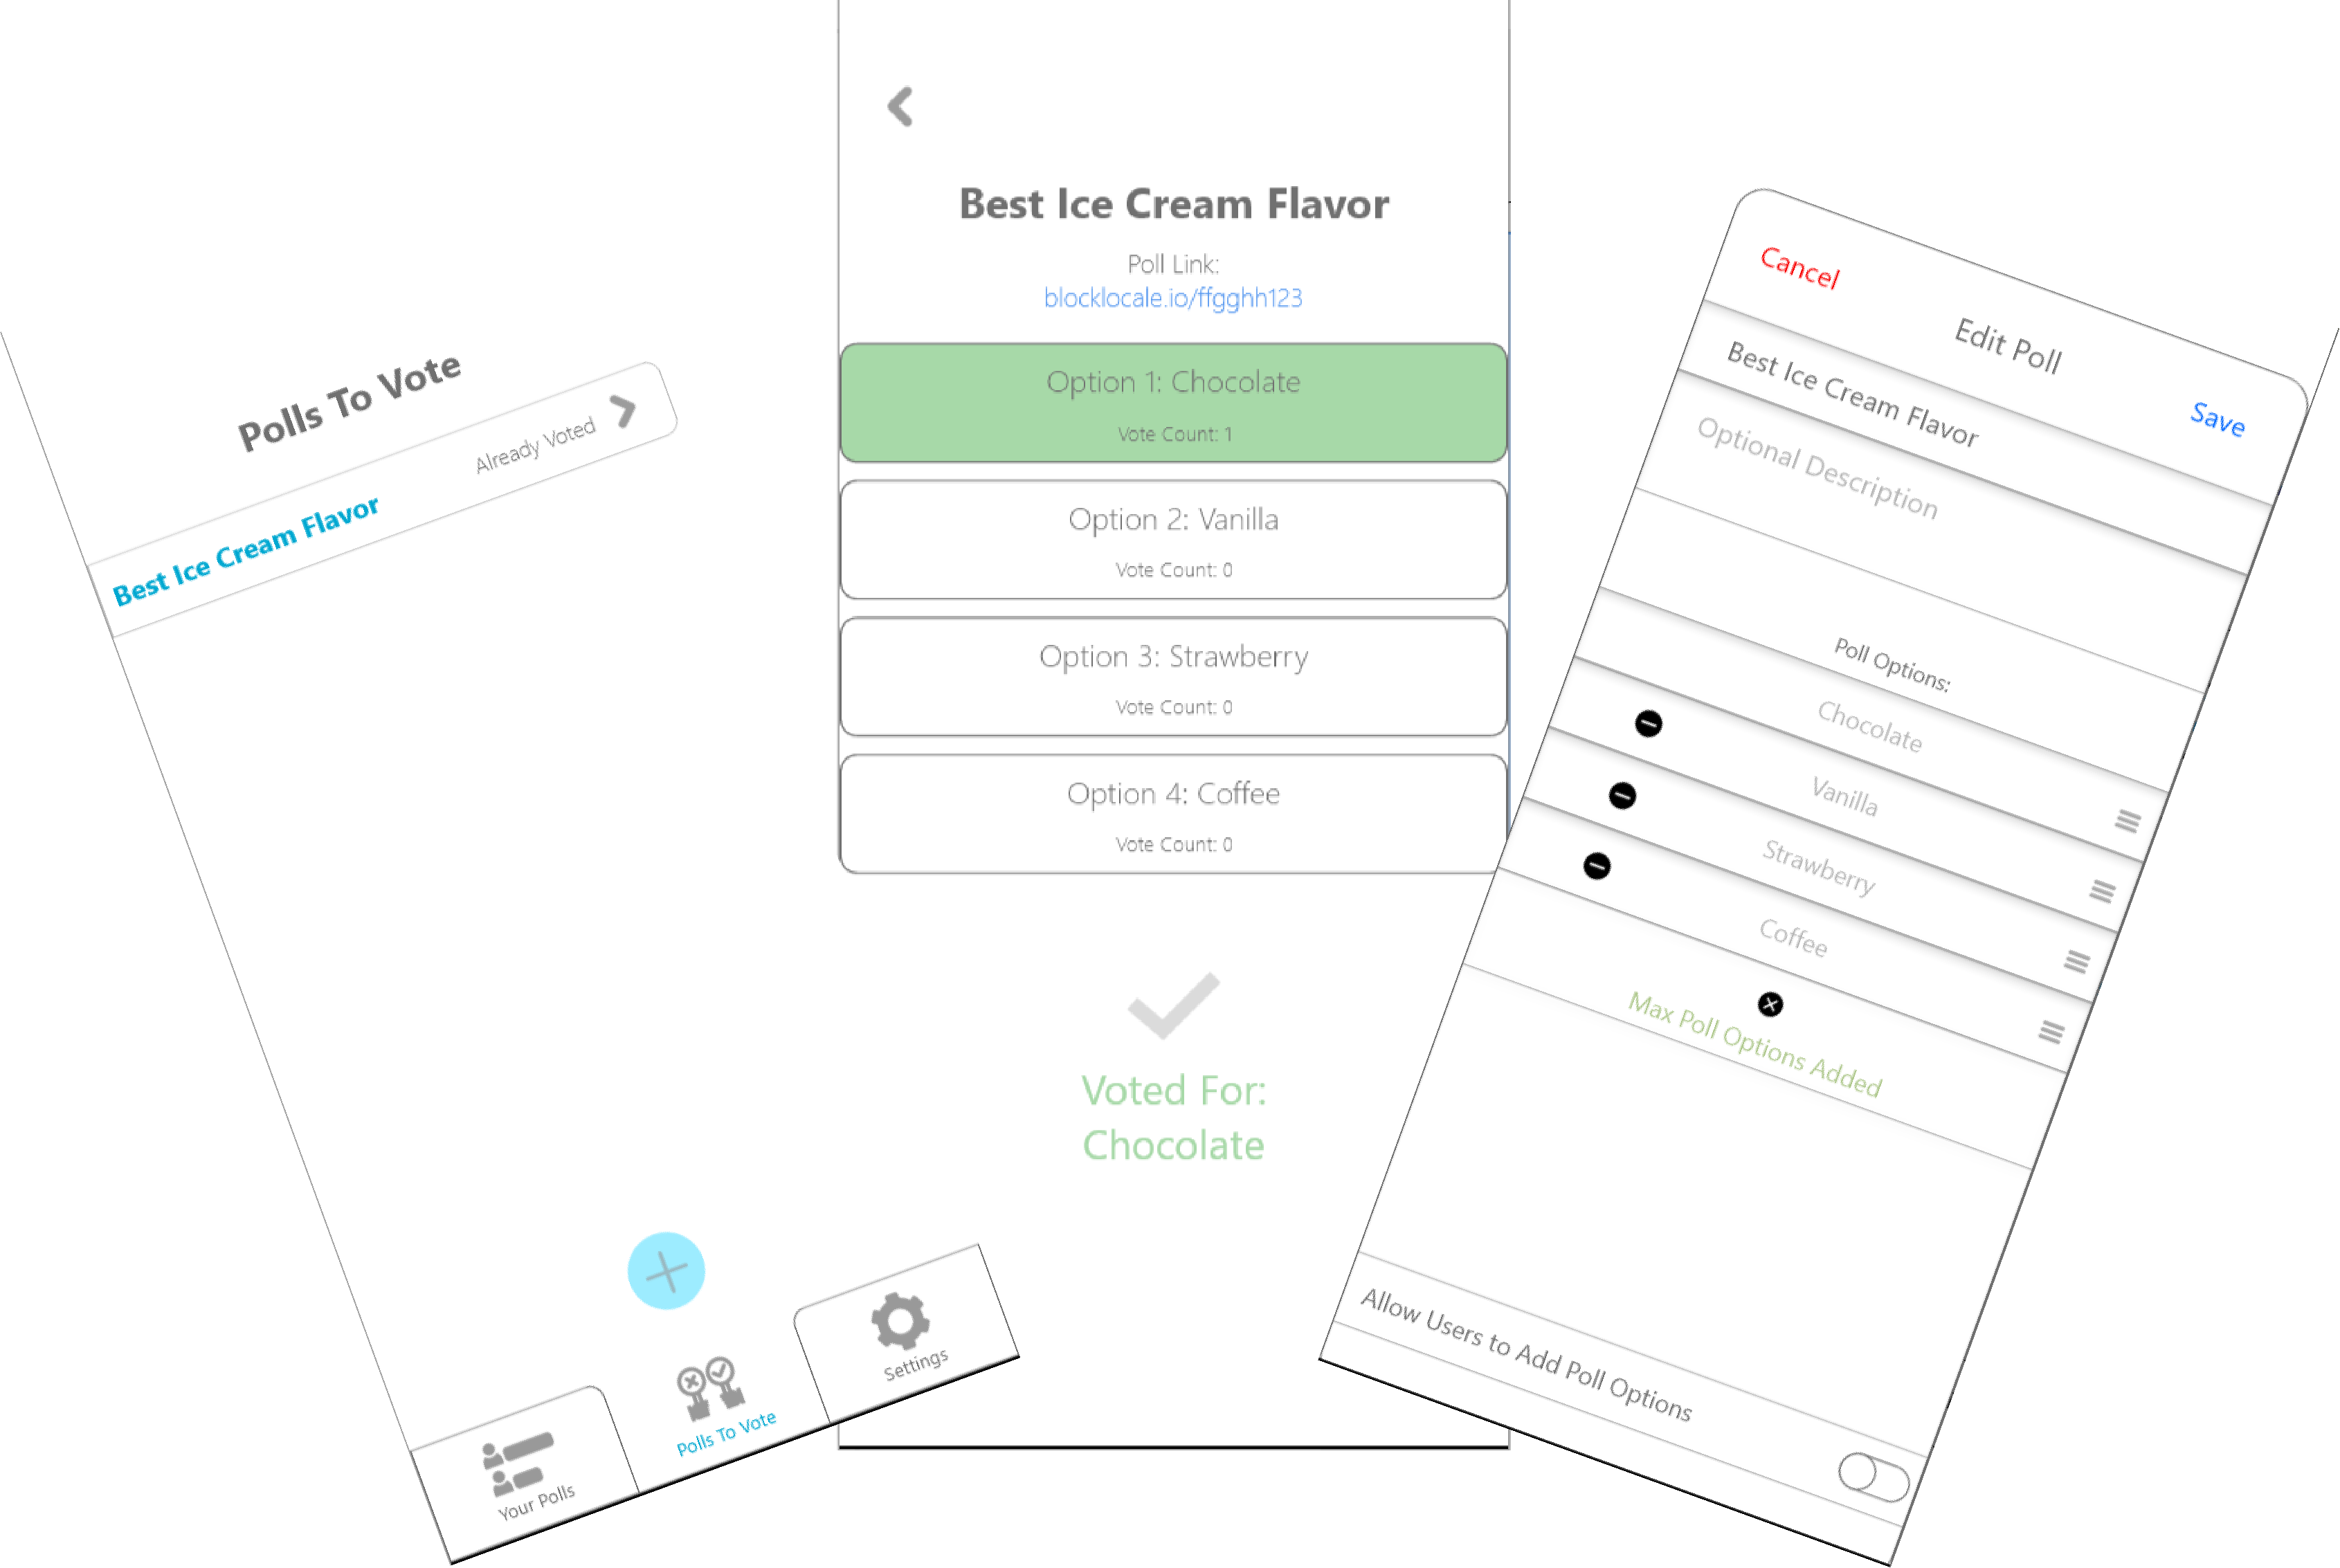 Polls To Vote
Best Ice Cream Flavor
Already Voted
Your Polls
Polls To Vote
Settings
Best Ice Cream Flavor
Poll Link:
blocklocale.io/ffgghh123
Option 1: Chocolate
Vote Count: 1
Option 2: Vanilla
Vote Count: 0
Option 3: Strawberry
Vote Count: 0
Option 4: Coffee
Vote Count: 0
Voted For:
Chocolate
Cancel
Edit Poll
Save
Best Ice Cream Flavor
Optional Description
Poll Options:
Chocolate
Vanilla
Strawberry
Coffee
Max Poll Options Added
Allow Users to Add Poll Options